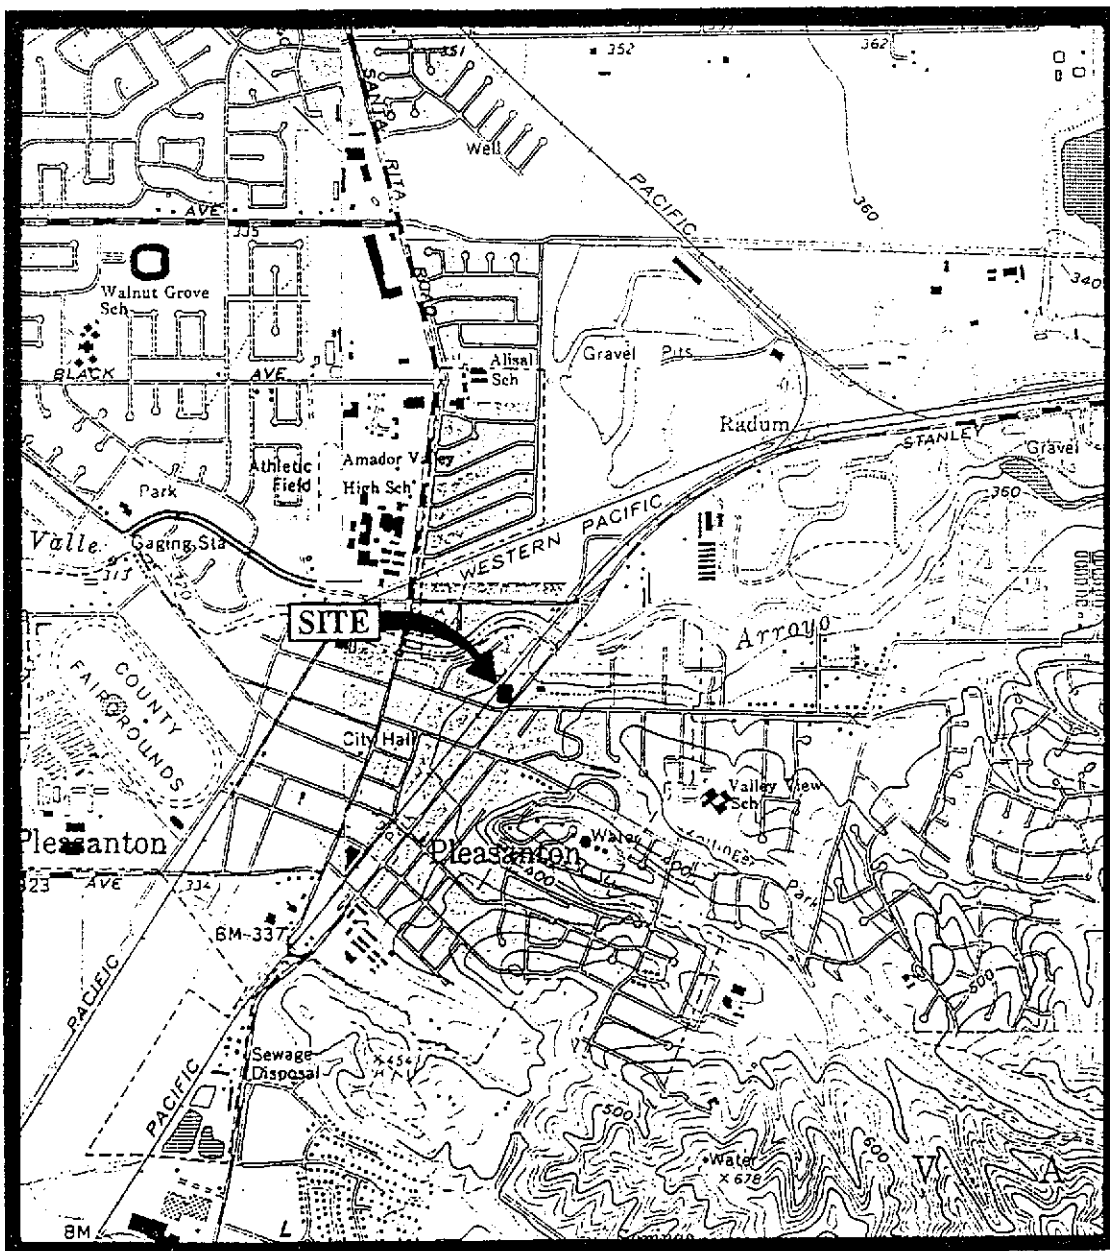 351
352
362
SANTA
RITA
ROAD
Well
PACIFIC
360
AVE
335
Walnut Grove
Sch
340
BLACK
AVE
Alisal
Sch
Gravel Pits
Radum
STANLEY
Gravel
Athletic
Field
Amador Valley
High Sch
Park
360
Valle
Gaging Sta
313
WESTERN
PACIFIC
SITE
Arroyo
COUNTY
FAIRGROUNDS
City Hall
Valley View
Sch
Pleasanton
Pleasanton
Water
400
400
Park
323
AVE
334
BM-337
PACIFIC
500
PACIFIC
Sewage
Disposal
X 454
500
600
Water
X 678
V A
BM
L